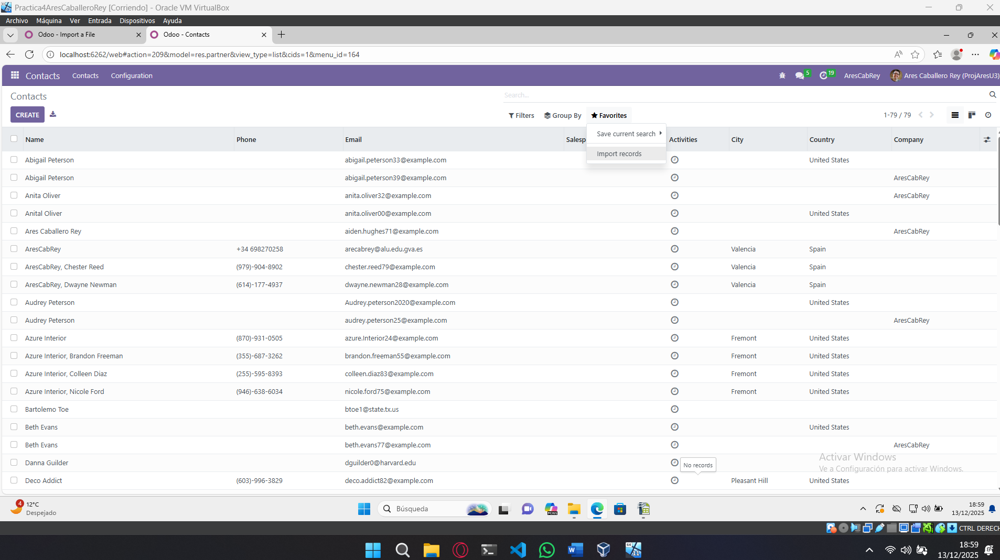 Practica4AresCaballeroRey [Corriendo] - Oracle VM VirtualBox
Archivo Máquina Ver Entrada Dispositivos Ayuda
Odoo - Import a File
Odoo - Contacts
localhost:6262/web#action=209&model=res.partner&view_type=list&cids=1&menu_id=164
Contacts Contacts Configuration 5 19 AresCabRey Ares Caballero Rey (ProjAresU3)
Contacts
Search...
CREATE
Filters Group By Favorites 1-79 / 79
Save current search
Import records
Name Phone Email Salesp Activities City Country Company
Abigail Peterson abigail.peterson33@example.com United States
Abigail Peterson abigail.peterson39@example.com AresCabRey
Anita Oliver anita.oliver32@example.com AresCabRey
Anital Oliver anita.oliver00@example.com United States
Ares Caballero Rey aiden.hughes71@example.com AresCabRey
AresCabRey +34 698270258 arecabrey@alu.edu.gva.es Valencia Spain
AresCabRey, Chester Reed (979)-904-8902 chester.reed79@example.com Valencia Spain
AresCabRey, Dwayne Newman (614)-177-4937 dwayne.newman28@example.com Valencia Spain
Audrey Peterson Audrey.peterson2020@example.com United States
Audrey Peterson audrey.peterson25@example.com AresCabRey
Azure Interior (870)-931-0505 azure.Interior24@example.com Fremont United States
Azure Interior, Brandon Freeman (355)-687-3262 brandon.freeman55@example.com Fremont United States
Azure Interior, Colleen Diaz (255)-595-8393 colleen.diaz83@example.com Fremont United States
Azure Interior, Nicole Ford (946)-638-6034 nicole.ford75@example.com Fremont United States
Bartolemo Toe btoe1@state.tx.us
Beth Evans beth.evans@example.com United States
Beth Evans beth.evans77@example.com AresCabRey
Danna Guilder dguilder0@harvard.edu
No records
Deco Addict (603)-996-3829 deco.addict82@example.com Pleasant Hill United States
Activar Windows
Ve a Configuración para activar Windows.
4 12°C
Despejado
Búsqueda
M365
18:59
13/12/2025
CTRL DERECH
64
11
18:59
13/12/2025